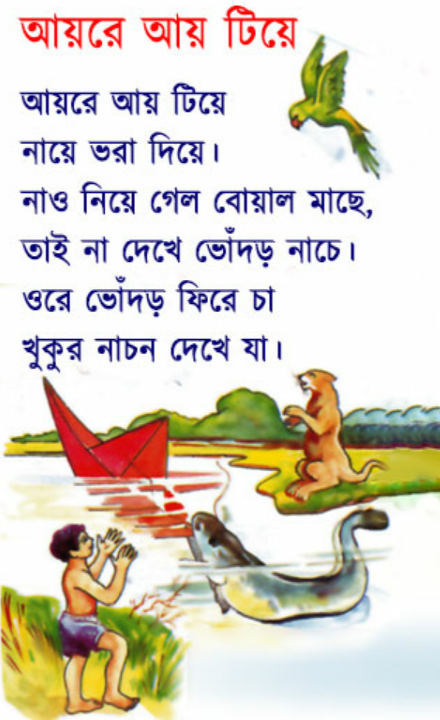 আয়রে আয় টিয়ে
আয়রে আয় টিয়ে
নায়ে ভরা দিয়ে।
নাও নিয়ে গেল বোয়াল মাছে,
তাই না দেখে ভোঁদড় নাচে।
ওরে ভোঁদড় ফিরে চা
খুকুর নাচন দেখে যা।